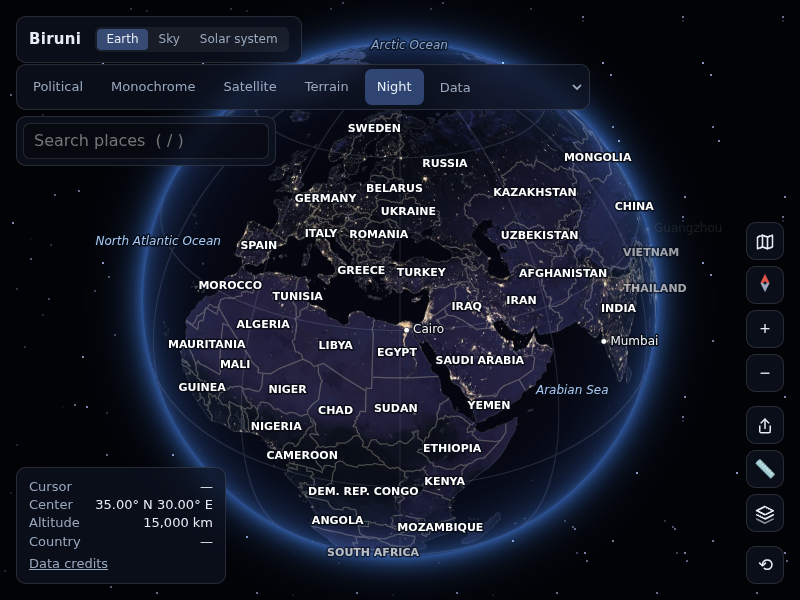 Biruni Earth Sky Solar system
Political Monochrome Satellite Terrain Night Data
Search places ( / )
Arctic Ocean
SWEDEN
RUSSIA
MONGOLIA
BELARUS
KAZAKHSTAN
GERMANY
CHINA
UKRAINE
Guangzhou
ITALY
ROMANIA
UZBEKISTAN
North Atlantic Ocean
SPAIN
VIETNAM
GREECE
TURKEY
AFGHANISTAN
MOROCCO
THAILAND
TUNISIA
IRAQ
IRAN
INDIA
ALGERIA
Cairo
MAURITANIA
LIBYA
EGYPT
Mumbai
MALI
SAUDI ARABIA
GUINEA
NIGER
Arabian Sea
CHAD
SUDAN
YEMEN
NIGERIA
CAMEROON
ETHIOPIA
KENYA
DEM. REP. CONGO
ANGOLA
MOZAMBIQUE
SOUTH AFRICA
+
−
Cursor —
Center 35.00° N 30.00° E
Altitude 15,000 km
Country —
Data credits